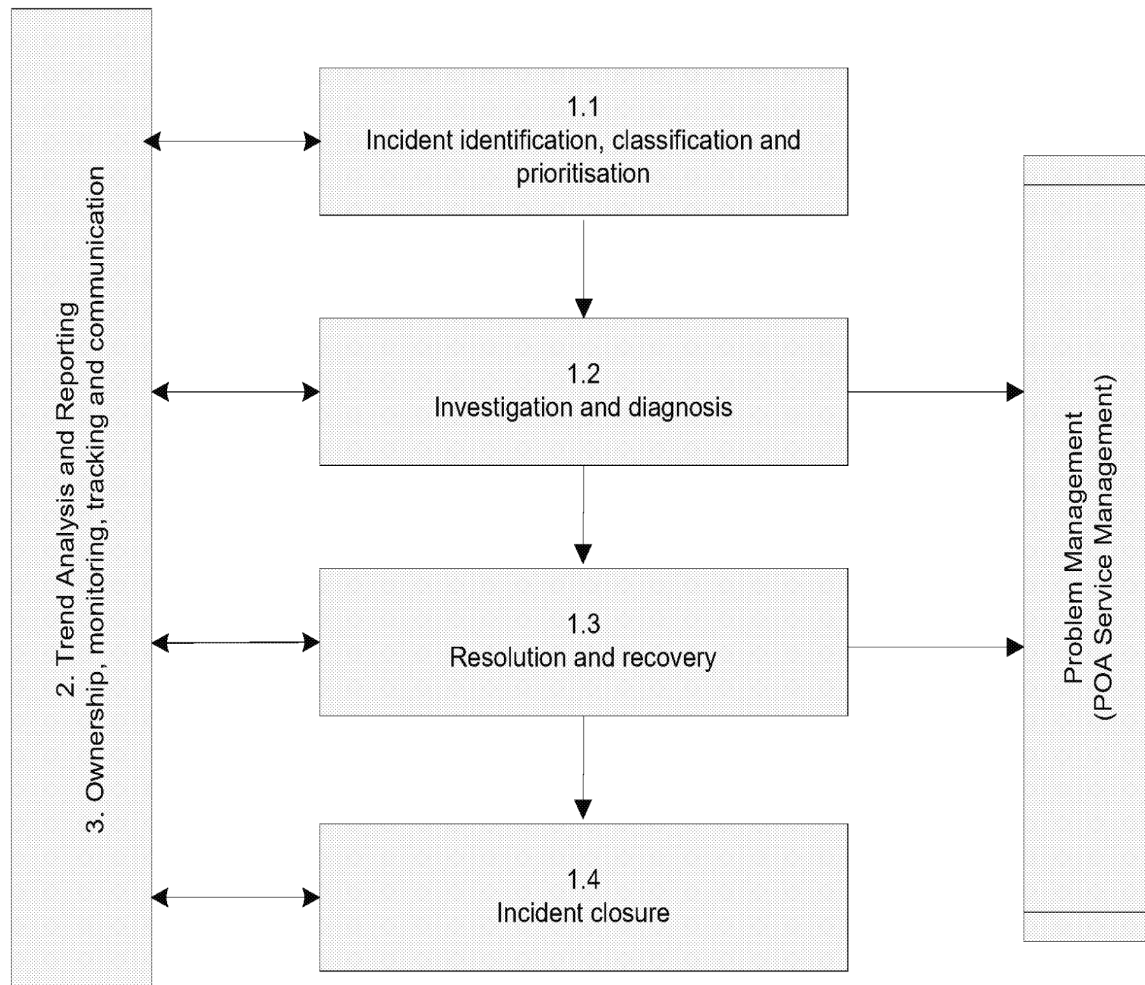 2. Trend Analysis and Reporting
3. Ownership, monitoring, tracking and communication
1.1
Incident identification, classification and
prioritisation
1.2
Investigation and diagnosis
1.3
Resolution and recovery
1.4
Incident closure
Problem Management
(POA Service Management)